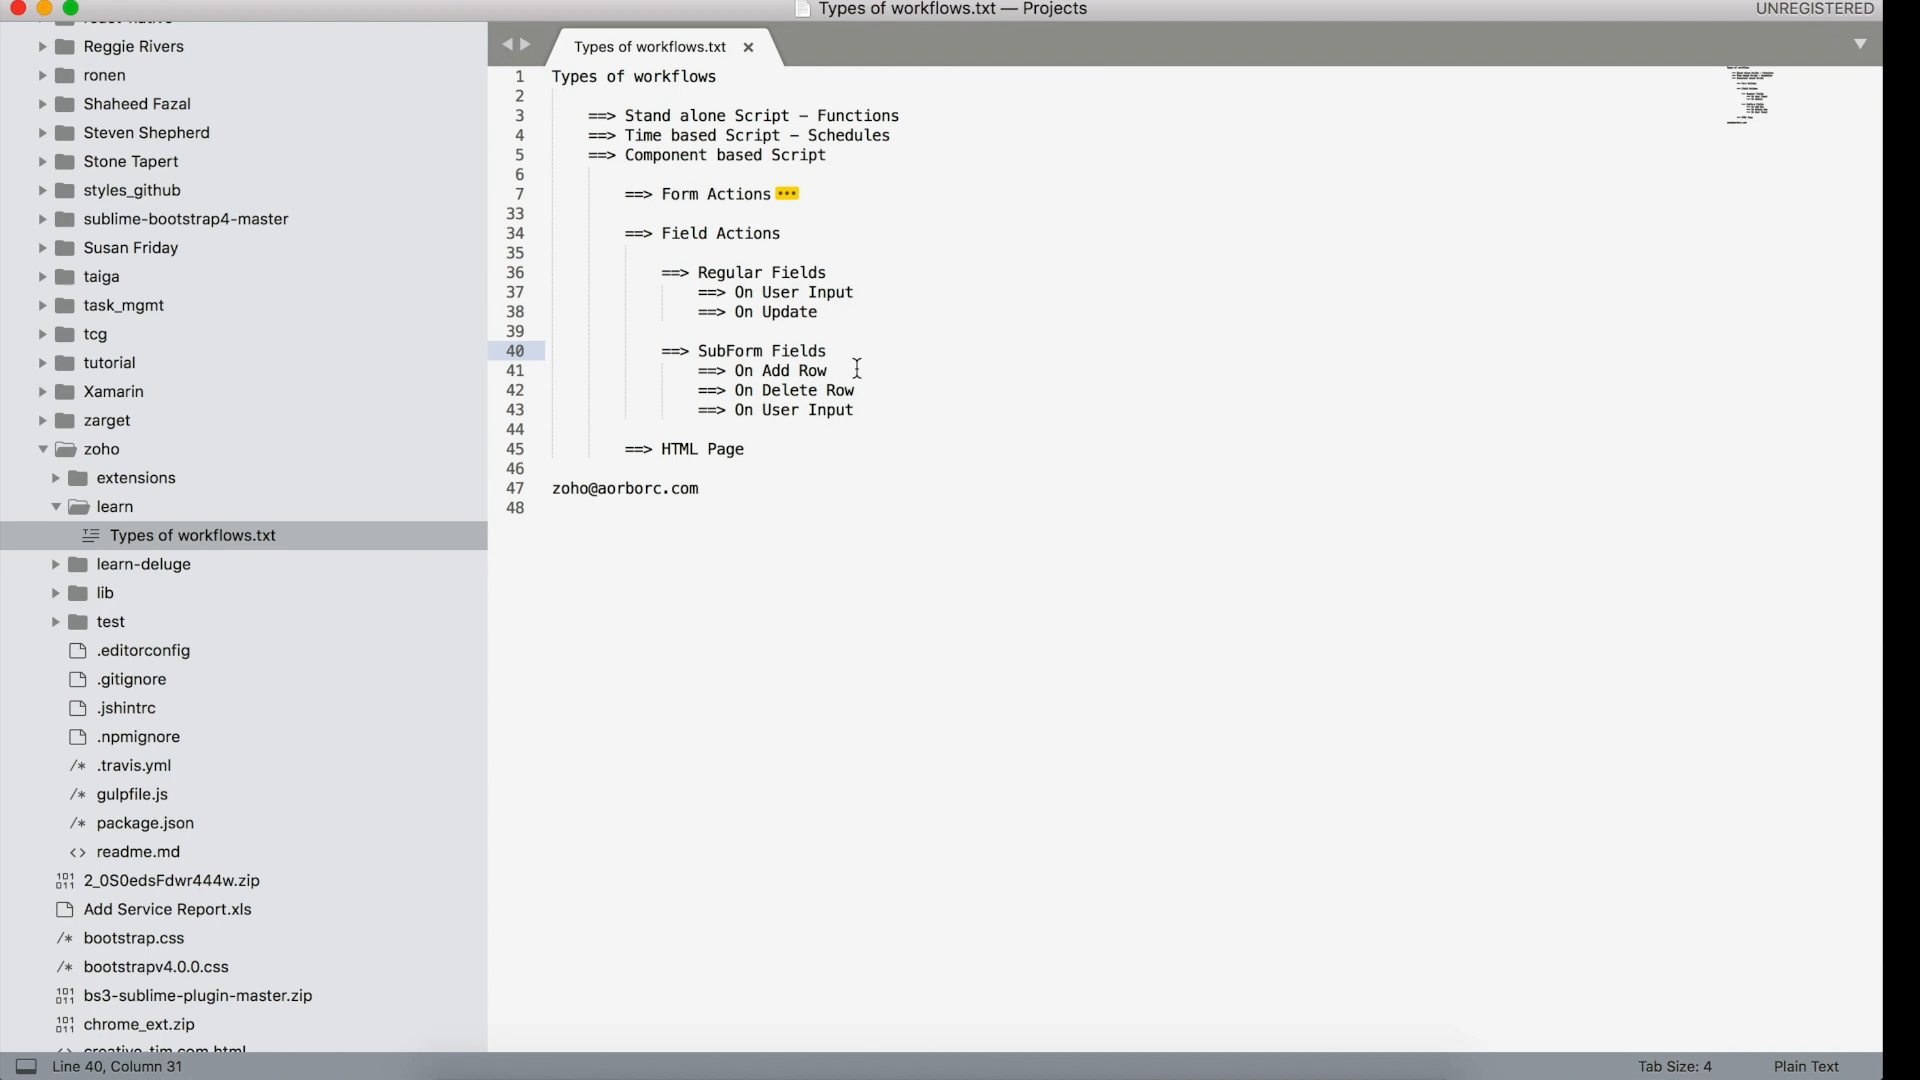 Types of workflows.txt — Projects
UNREGISTERED
Reggie Rivers
ronen
Shaheed Fazal
Steven Shepherd
Stone Tapert
styles_github
sublime-bootstrap4-master
Susan Friday
taiga
task_mgmt
tcg
tutorial
Xamarin
zarget
zoho
extensions
learn
Types of workflows.txt
learn-deluge
lib
test
.editorconfig
.gitignore
.jshintrc
.npmignore
/* .travis.yml
/* gulpfile.js
/* package.json
<> readme.md
2_0S0edsFdwr444w.zip
Add Service Report.xls
/* bootstrap.css
/* bootstrapv4.0.0.css
bs3-sublime-plugin-master.zip
chrome_ext.zip
creative-tim.com.html
Types of workflows.txt ×
1 Types of workflows
2
3 ==> Stand alone Script – Functions
4 ==> Time based Script – Schedules
5 ==> Component based Script
6
7 ==> Form Actions •••
33
34 ==> Field Actions
35
36 ==> Regular Fields
37 ==> On User Input
38 ==> On Update
39
40 ==> SubForm Fields
41 ==> On Add Row
42 ==> On Delete Row
43 ==> On User Input
44
45 ==> HTML Page
46
47 zoho@aorborc.com
48
Line 40, Column 31
Tab Size: 4
Plain Text